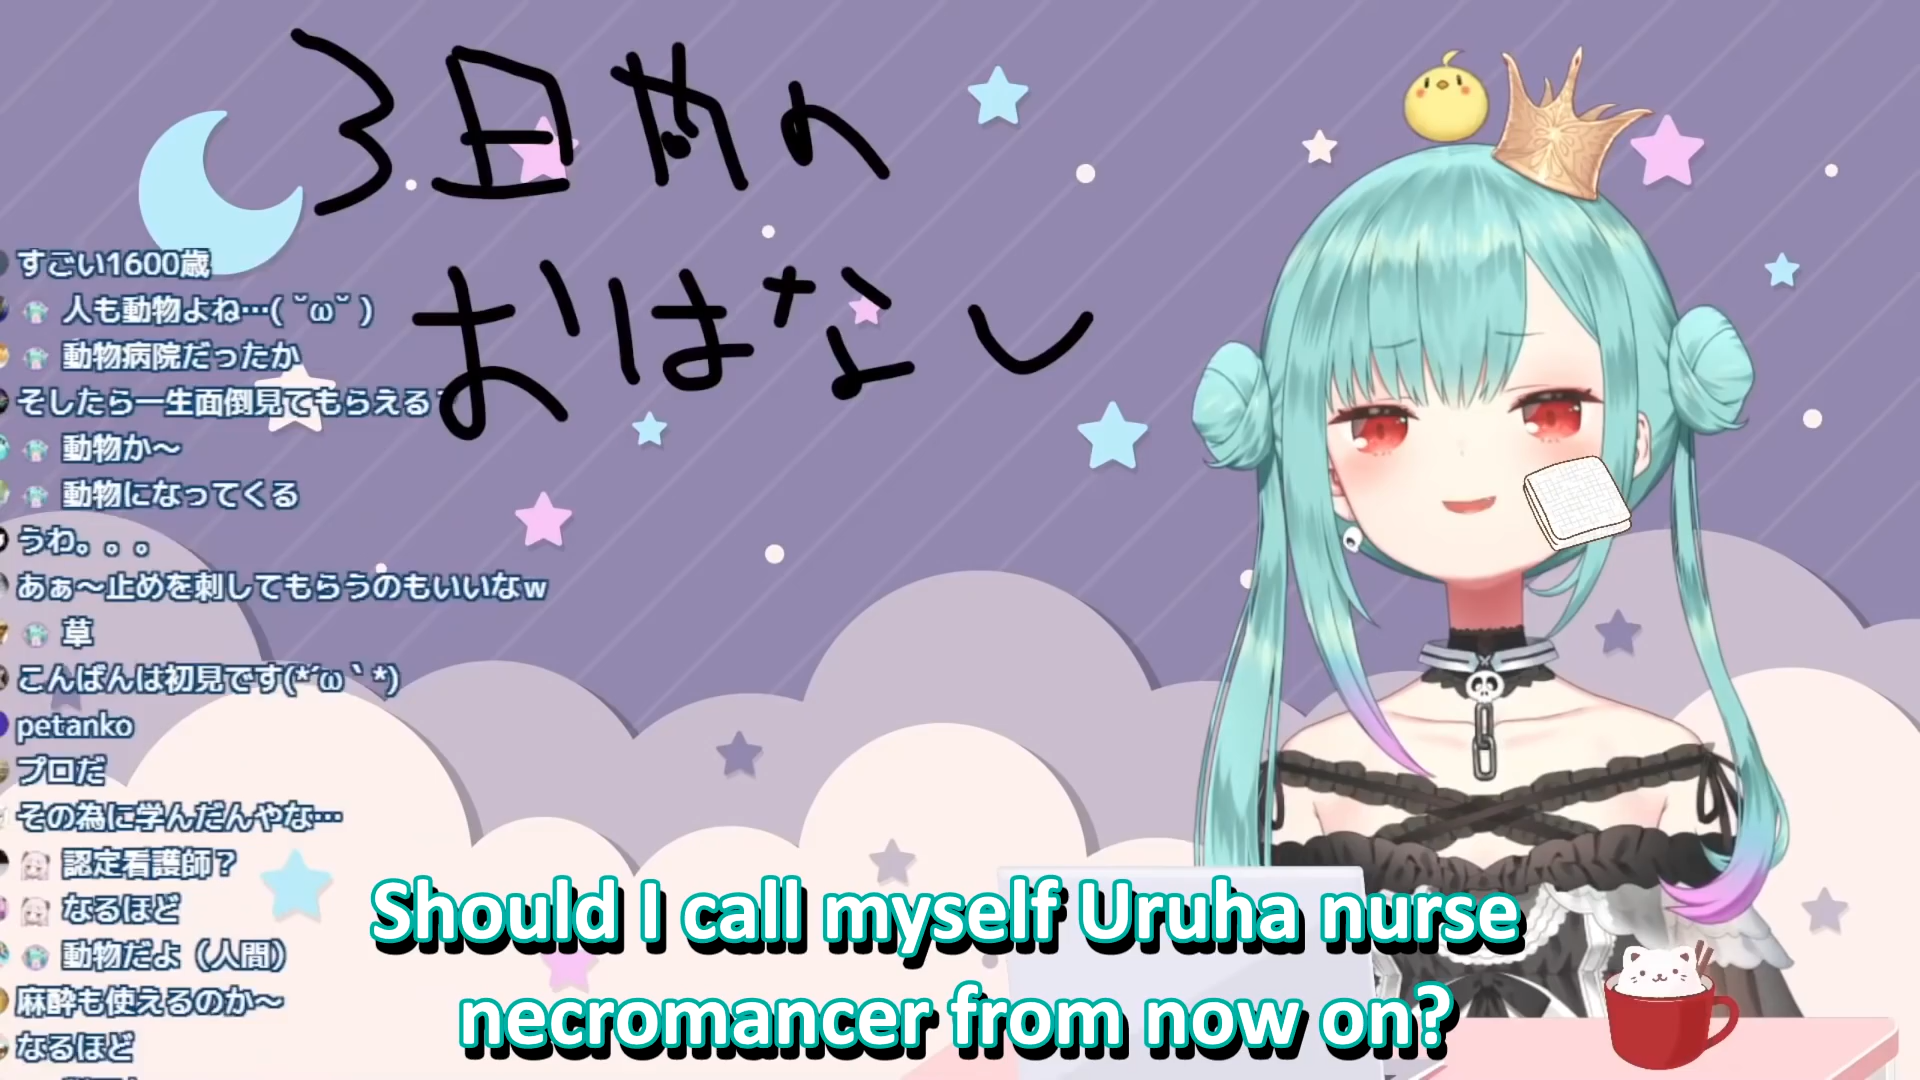 3日前の
おはなし
すごい1600歳
人も動物よね…( ˘ω˘ )
動物病院だったか
そしたら一生面倒見てもらえる
動物か～
動物になってくる
うわ。。。
あぁ～止めを刺してもらうのもいいなw
草
こんばんは初見です(*´ω｀*)
petanko
プロだ
その為に学んだんやな…
認定看護師？
なるほど
動物だよ（人間）
麻酔も使えるのか～
なるほど
Should I call myself Uruha nurse
necromancer from now on?